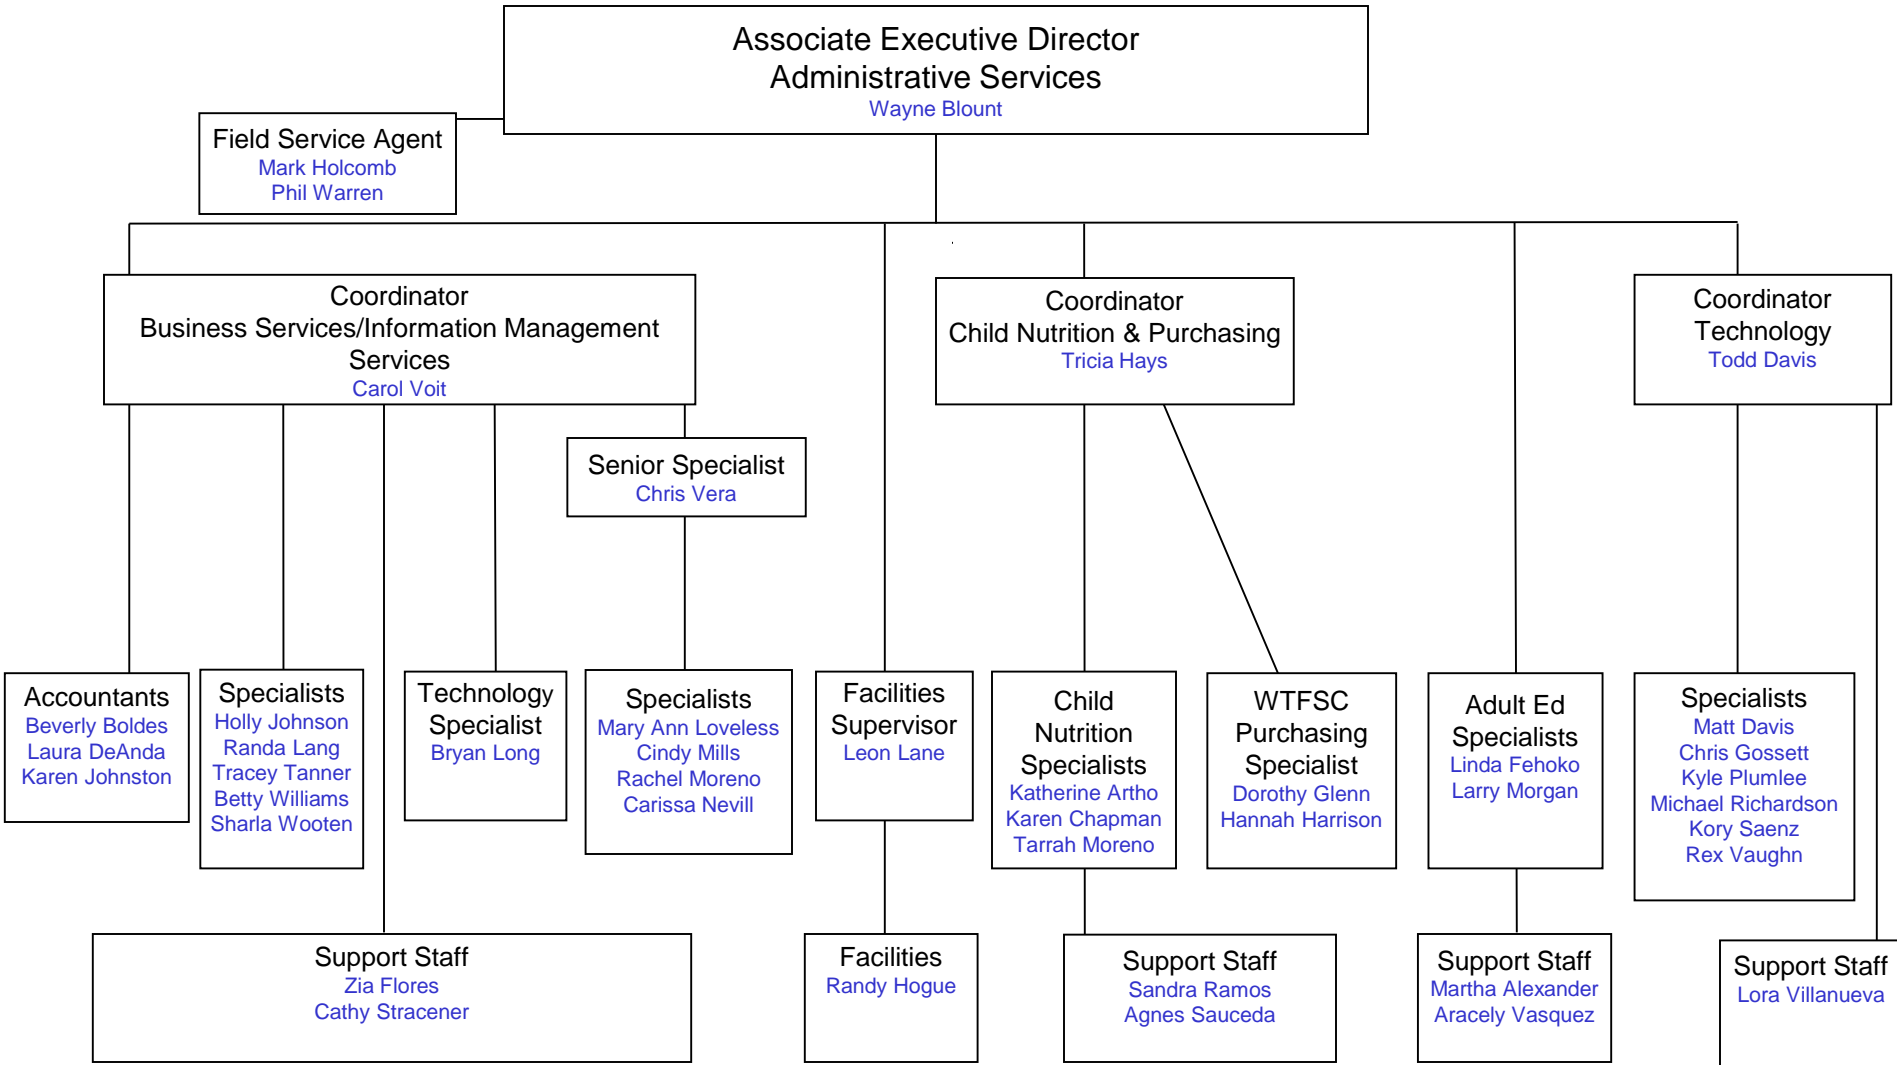 Associate Executive Director
Administrative Services
Wayne Blount
Field Service Agent
Mark Holcomb
Phil Warren
Coordinator
Business Services/Information Management
Services
Carol Voit
Coordinator
Child Nutrition & Purchasing
Tricia Hays
Coordinator
Technology
Todd Davis
Senior Specialist
Chris Vera
Accountants
Beverly Boldes
Laura DeAnda
Karen Johnston
Specialists
Holly Johnson
Randa Lang
Tracey Tanner
Betty Williams
Sharla Wooten
Technology
Specialist
Bryan Long
Specialists
Mary Ann Loveless
Cindy Mills
Rachel Moreno
Carissa Nevill
Facilities
Supervisor
Leon Lane
Child
Nutrition
Specialists
Katherine Artho
Karen Chapman
Tarrah Moreno
WTFSC
Purchasing
Specialist
Dorothy Glenn
Hannah Harrison
Adult Ed
Specialists
Linda Fehoko
Larry Morgan
Specialists
Matt Davis
Chris Gossett
Kyle Plumlee
Michael Richardson
Kory Saenz
Rex Vaughn
Support Staff
Zia Flores
Cathy Stracener
Facilities
Randy Hogue
Support Staff
Sandra Ramos
Agnes Sauceda
Support Staff
Martha Alexander
Aracely Vasquez
Support Staff
Lora Villanueva